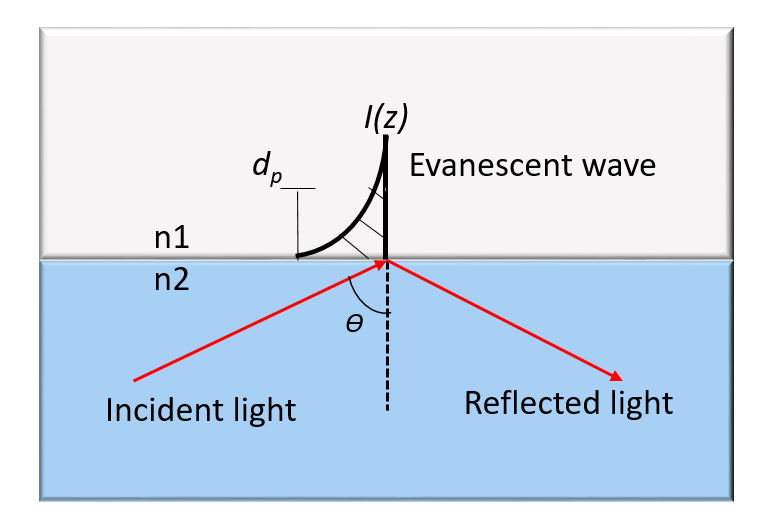 I(z)
dp
Evanescent wave
n1
n2
θ
Incident light
Reflected light